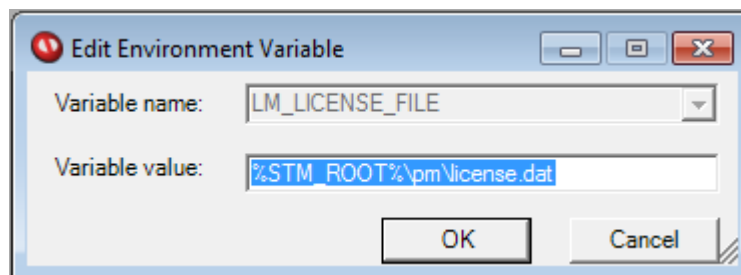 Edit Environment Variable
Variable name: LM_LICENSE_FILE
Variable value: %STM_ROOT%\pm\license.dat
OK Cancel